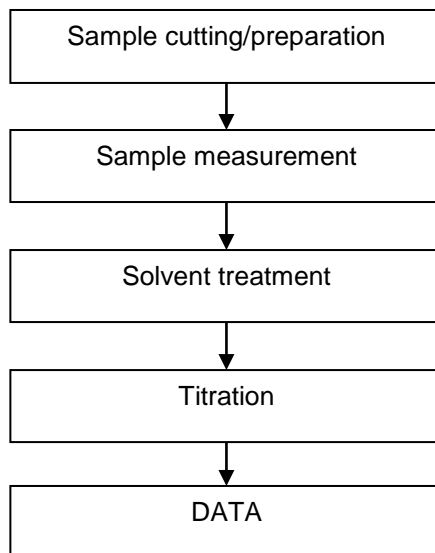 Sample cutting/preparation
Sample measurement
Solvent treatment
Titration
DATA